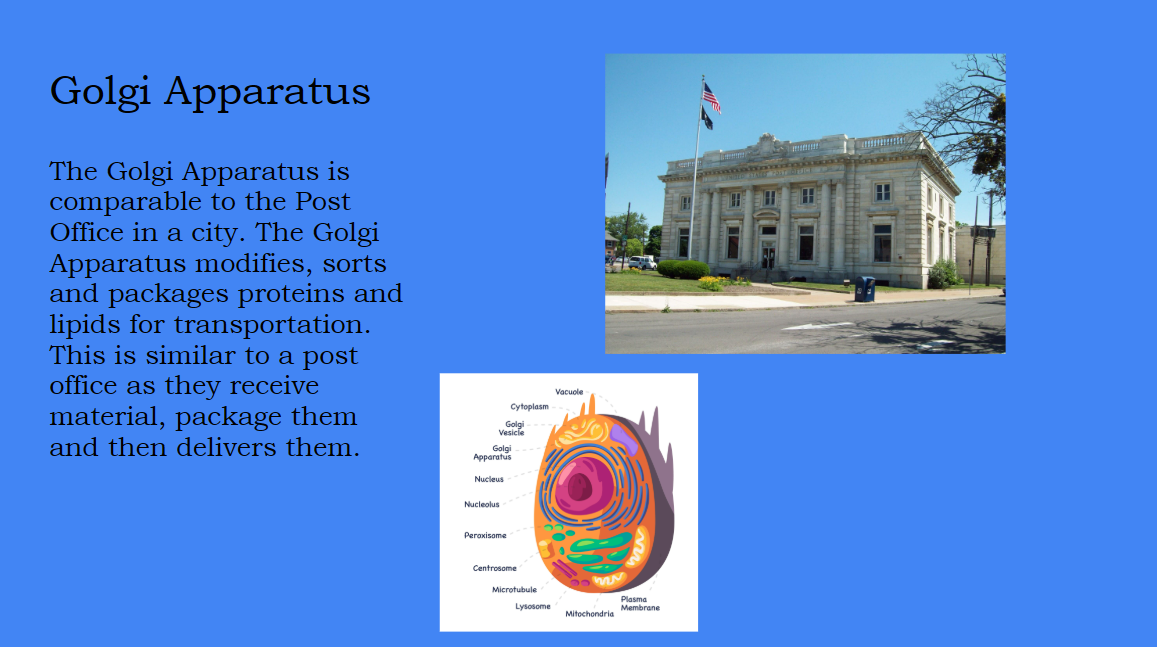 Golgi Apparatus
The Golgi Apparatus is
comparable to the Post
Office in a city. The Golgi
Apparatus modifies, sorts
and packages proteins and
lipids for transportation.
This is similar to a post
office as they receive
material, package them
and then delivers them.
Vacuole
Cytoplasm
Golgi
Vesicle
Golgi
Apparatus
Nucleus
Nucleolus
Peroxisome
Centrosome
Microtubule
Lysosome
Mitochondria
Plasma
Membrane